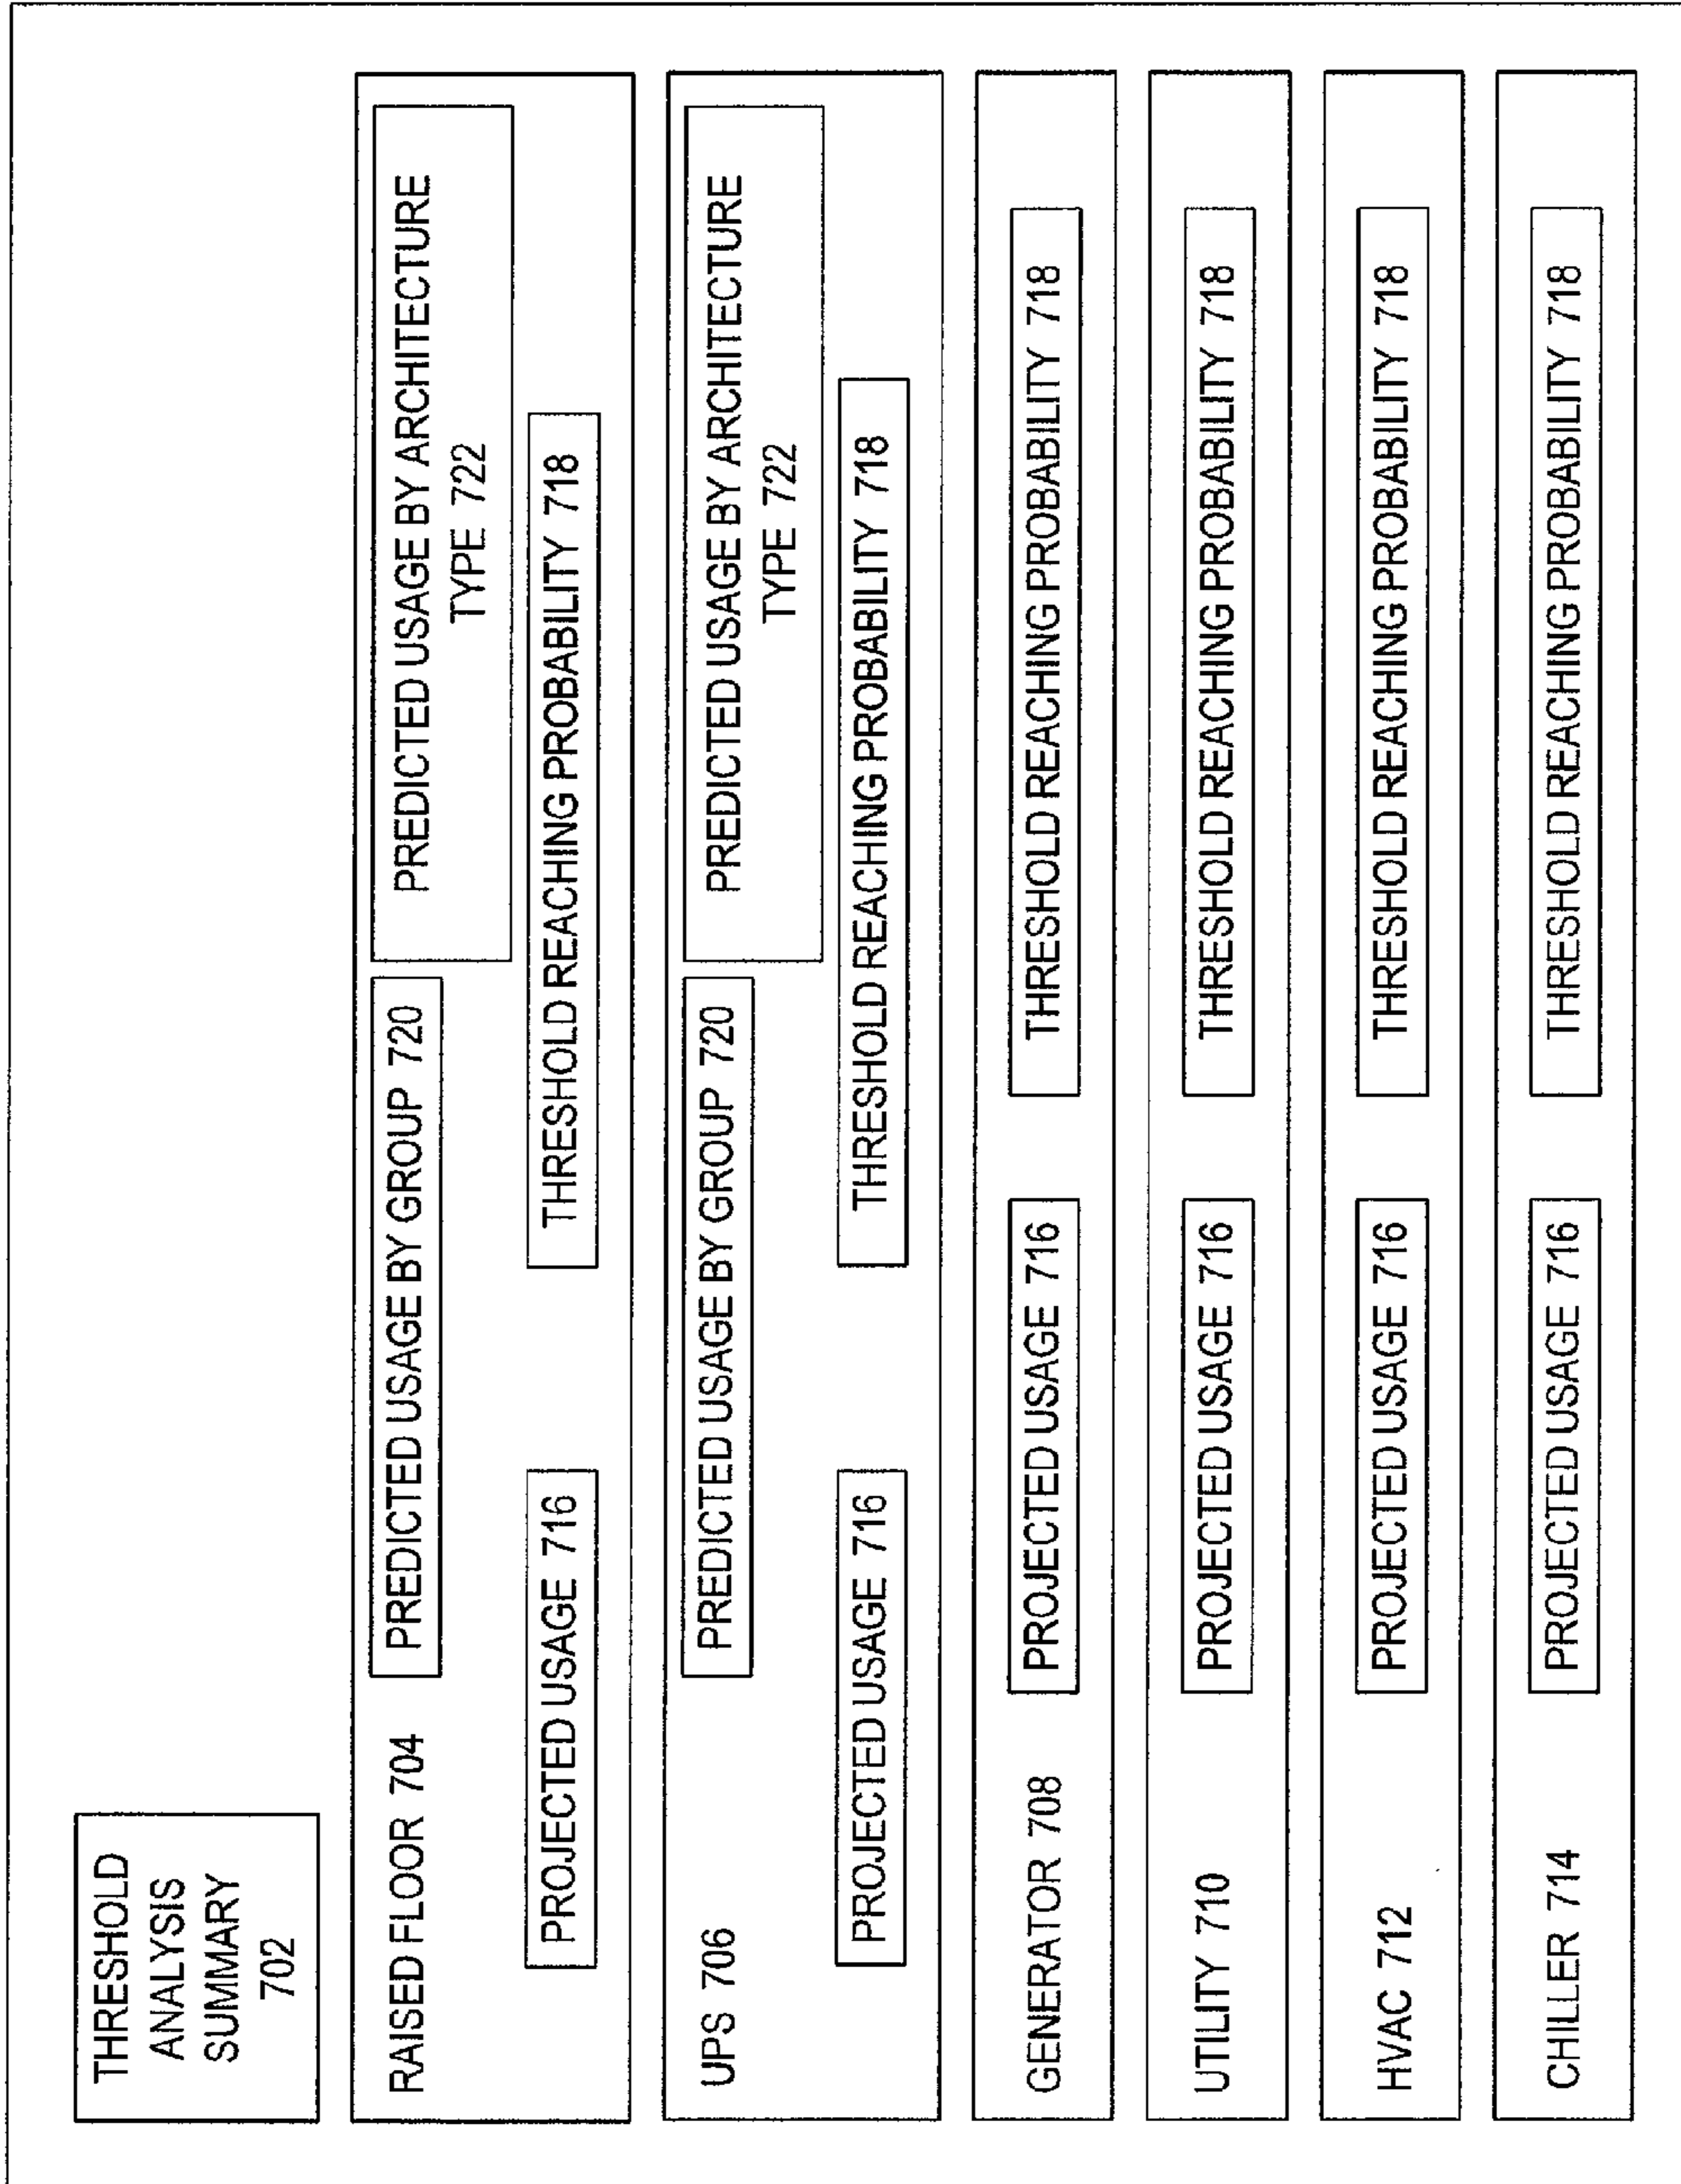 THRESHOLD
ANALYSIS
SUMMARY
702
RAISED FLOOR 704
PREDICTED USAGE BY GROUP 720
PREDICTED USAGE BY ARCHITECTURE
TYPE 722
PROJECTED USAGE 716
THRESHOLD REACHING PROBABILITY 718
UPS 706
PREDICTED USAGE BY GROUP 720
PREDICTED USAGE BY ARCHITECTURE
TYPE 722
PROJECTED USAGE 716
THRESHOLD REACHING PROBABILITY 718
GENERATOR 708
PROJECTED USAGE 716
THRESHOLD REACHING PROBABILITY 718
UTILITY 710
PROJECTED USAGE 716
THRESHOLD REACHING PROBABILITY 718
HVAC 712
PROJECTED USAGE 716
THRESHOLD REACHING PROBABILITY 718
CHILLER 714
PROJECTED USAGE 716
THRESHOLD REACHING PROBABILITY 718